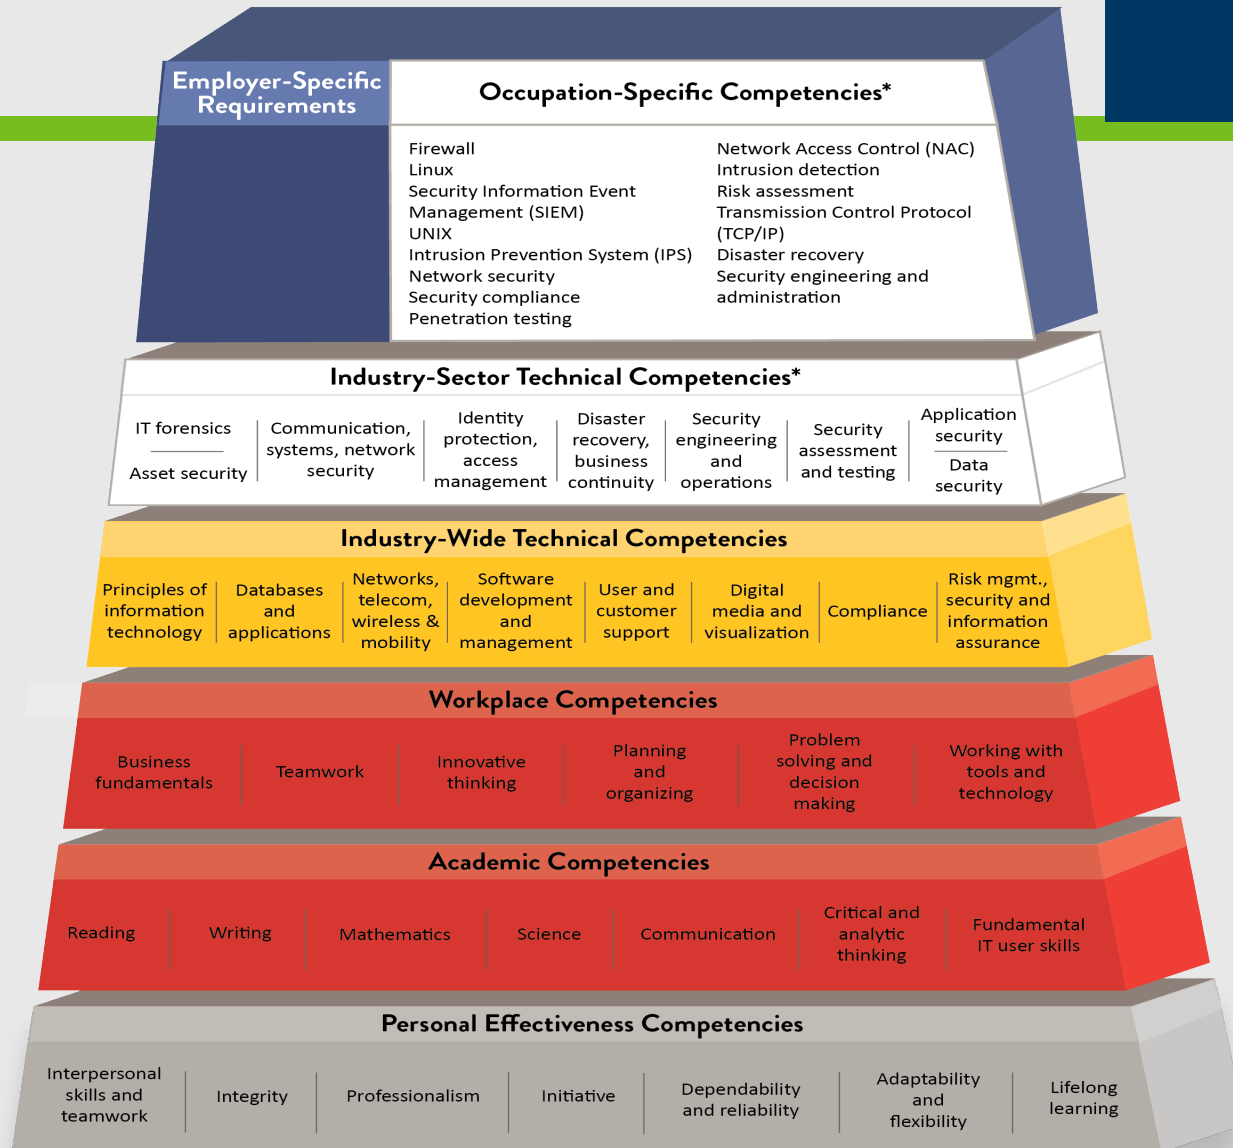 Employer-Specific
Requirements
Occupation-Specific Competencies*
Firewall
Linux
Security Information Event
Management (SIEM)
UNIX
Intrusion Prevention System (IPS)
Network security
Security compliance
Penetration testing
Network Access Control (NAC)
Intrusion detection
Risk assessment
Transmission Control Protocol
(TCP/IP)
Disaster recovery
Security engineering and
administration
Industry-Sector Technical Competencies*
IT forensics
Asset security
Communication,
systems, network
security
Identity
protection,
access
management
Disaster
recovery,
business
continuity
Security
engineering
and
operations
Security
assessment
and testing
Application
security
Data
security
Industry-Wide Technical Competencies
Principles of
information
technology
Databases
and
applications
Networks,
telecom,
wireless &
mobility
Software
development
and
management
User and
customer
support
Digital
media and
visualization
Compliance
Risk mgmt.,
security and
information
assurance
Workplace Competencies
Business
fundamentals
Teamwork
Innovative
thinking
Planning
and
organizing
Problem
solving and
decision
making
Working with
tools and
technology
Academic Competencies
Reading
Writing
Mathematics
Science
Communication
Critical and
analytic
thinking
Fundamental
IT user skills
Personal Effectiveness Competencies
Interpersonal
skills and
teamwork
Integrity
Professionalism
Initiative
Dependability
and reliability
Adaptability
and
flexibility
Lifelong
learning